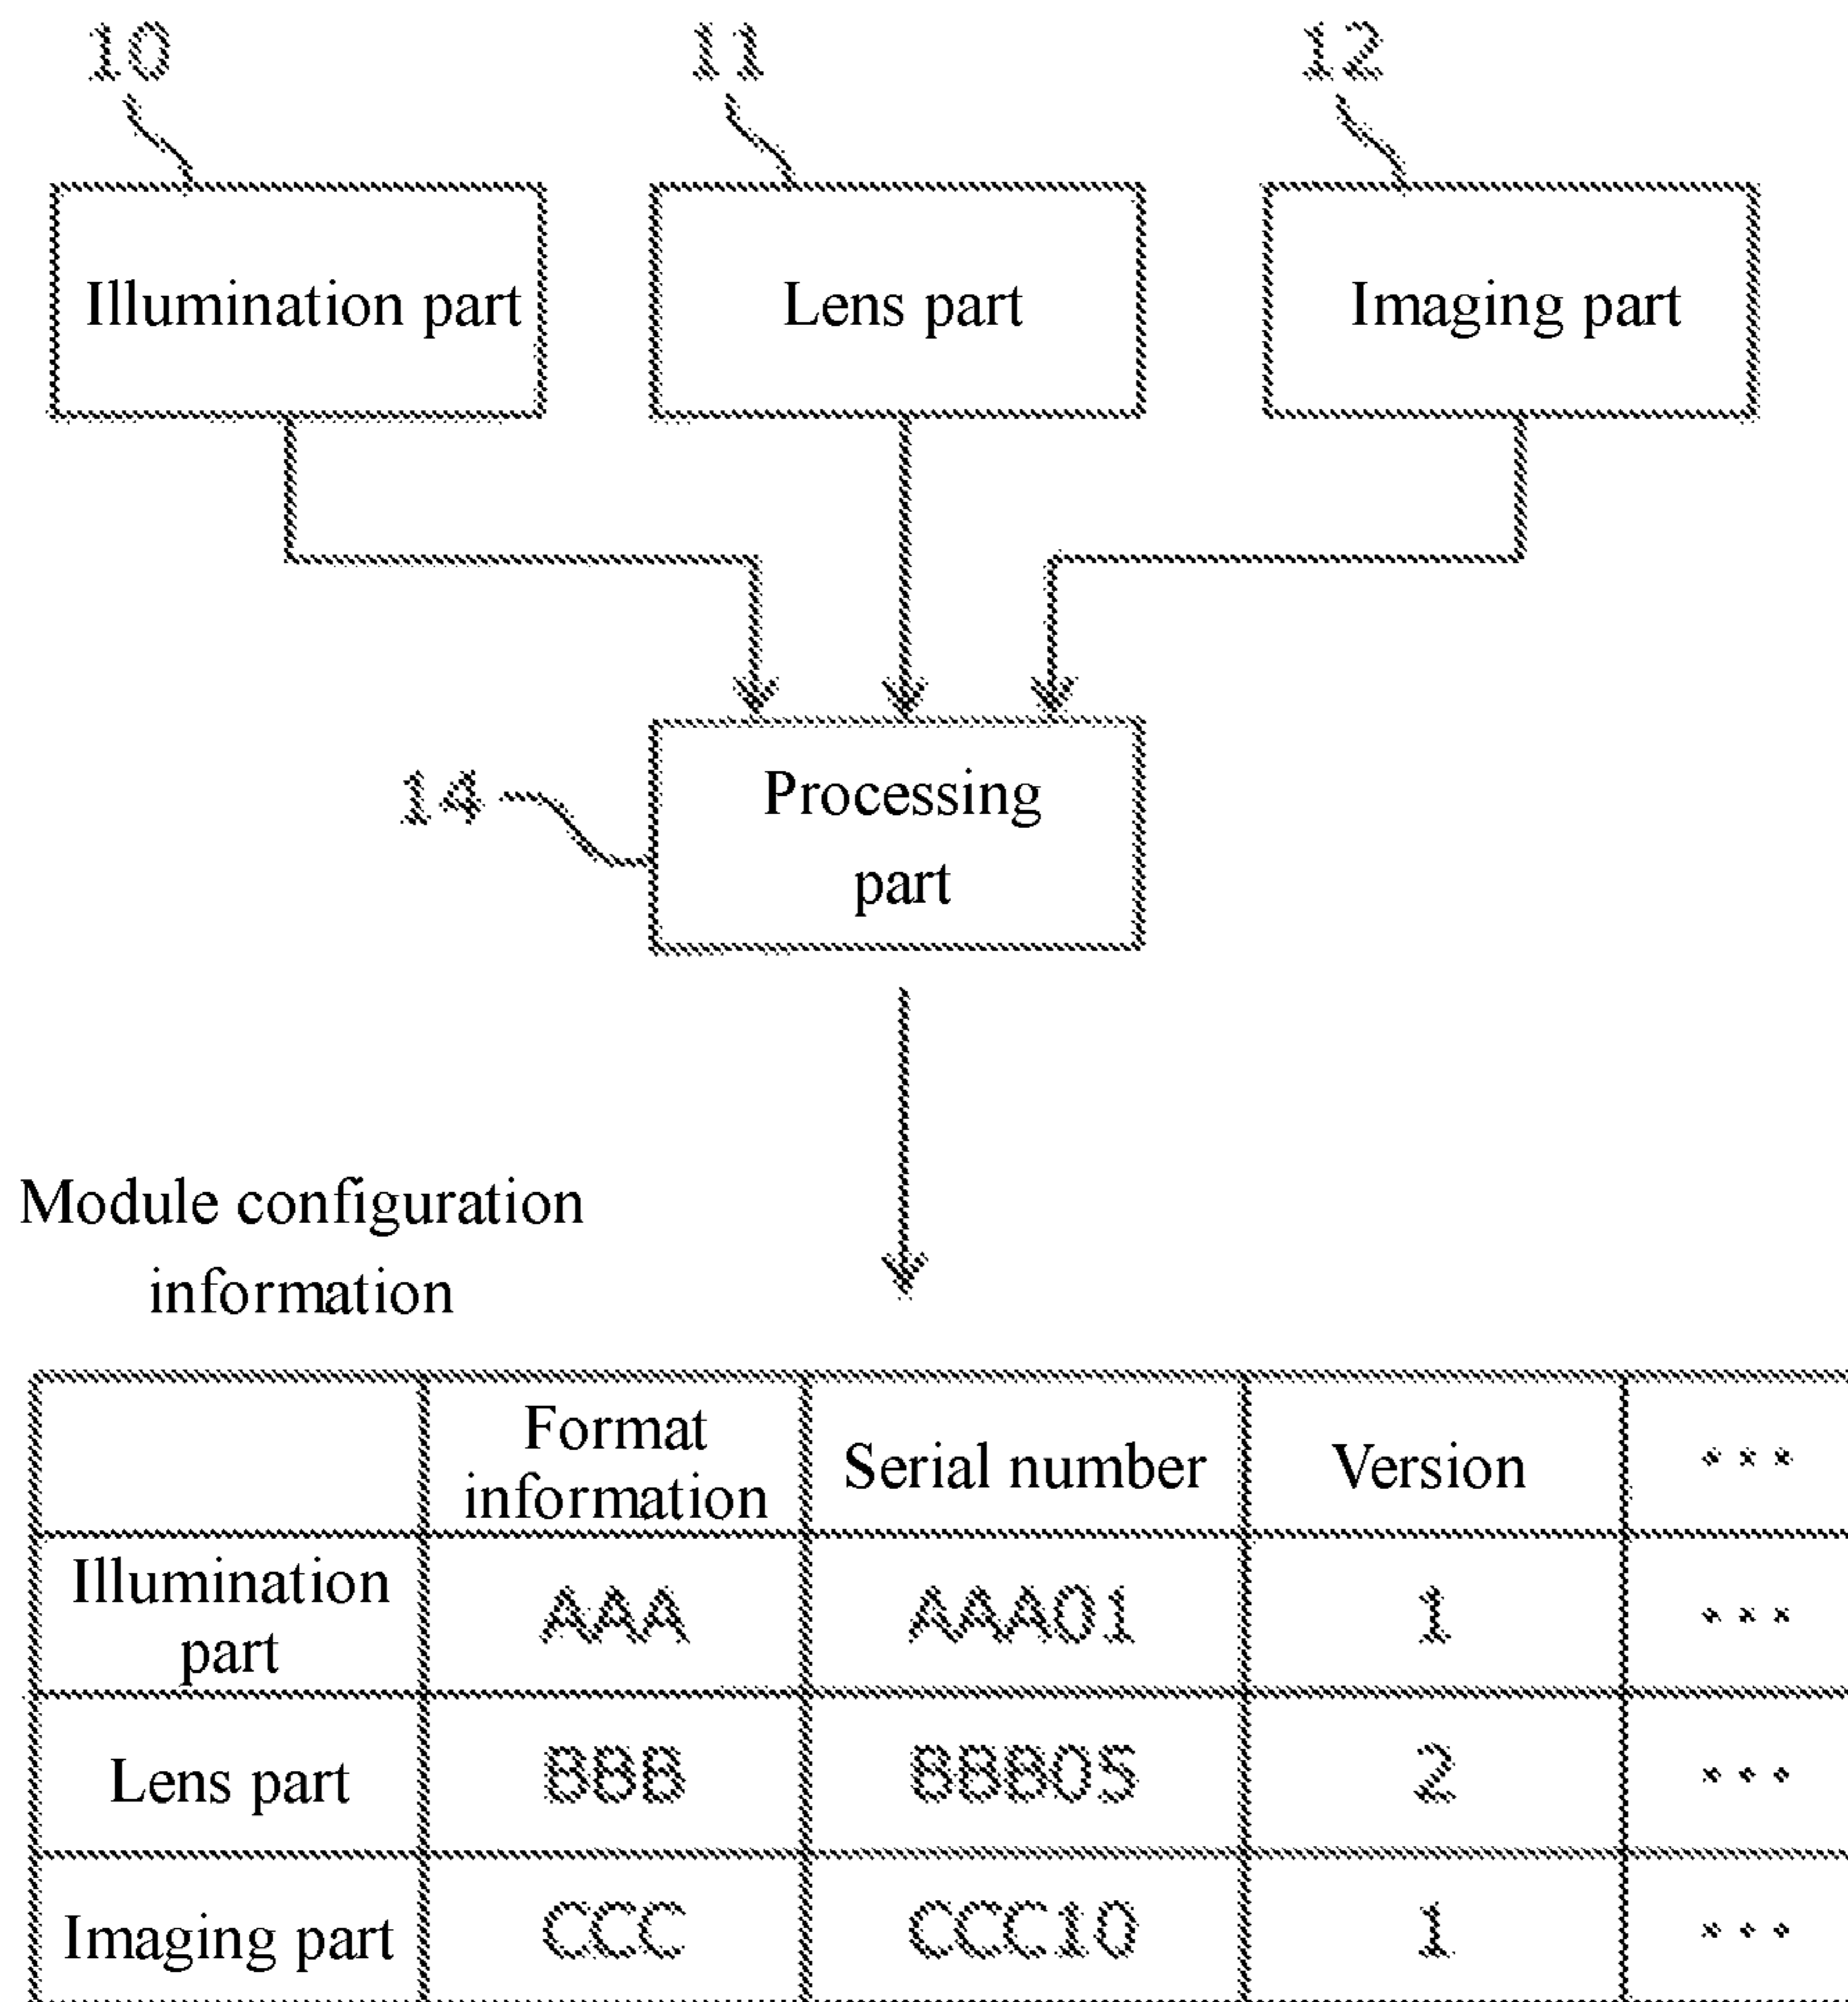 10 11 12
Illumination part Lens part Imaging part
14
Processing
part
Module configuration
information
Format
information Serial number Version ...
Illumination
part AAA AAA01 1 ...
Lens part BBB BBB05 2 ...
Imaging part CCC CCC10 1 ...